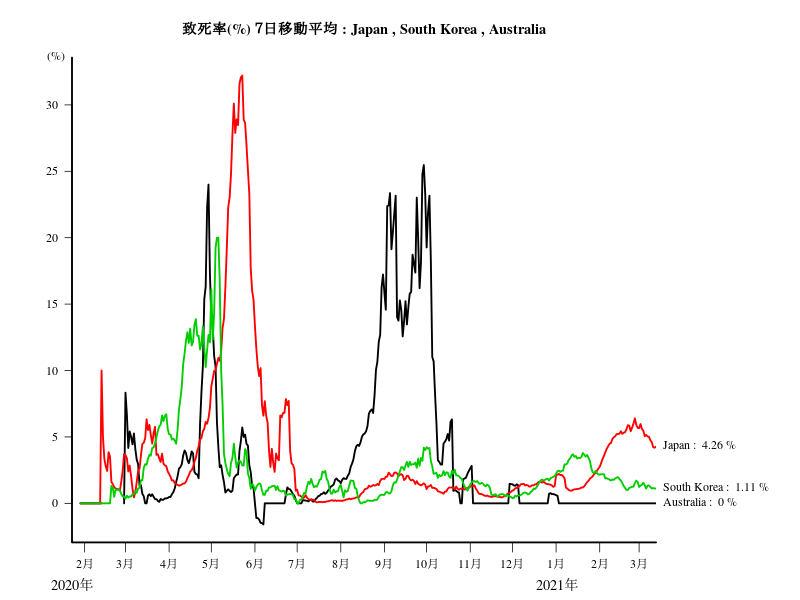 致死率(%) 7日移動平均 : Japan , South Korea , Australia
(%)
30
25
20
15
10
5
0
Japan : 4.26 %
South Korea : 1.11 %
Australia : 0 %
2月 3月 4月 5月 6月 7月 8月 9月 10月 11月 12月 1月 2月 3月
2020年 2021年